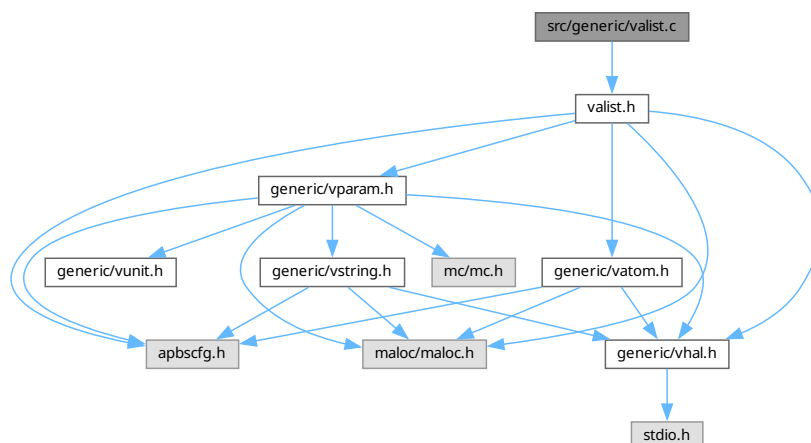 src/generic/valist.c
valist.h
generic/vparam.h
generic/vunit.h
generic/vstring.h
mc/mc.h
generic/vatom.h
apbscfg.h
maloc/maloc.h
generic/vhal.h
stdio.h